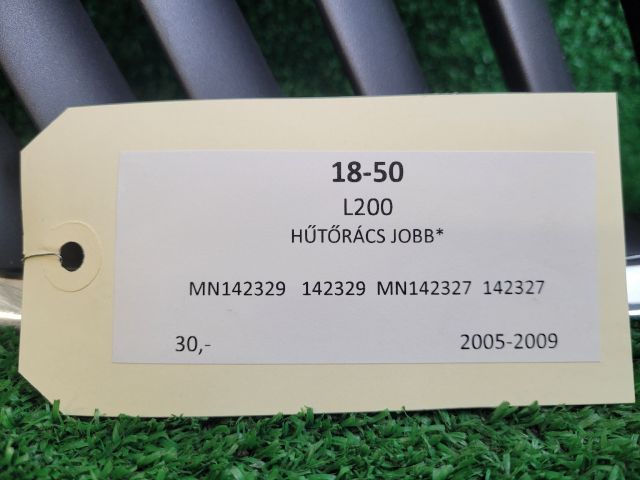 18-50
L200
HŰTŐRÁCS JOBB*
MN142329 142329 MN142327 142327
30,- 2005-2009